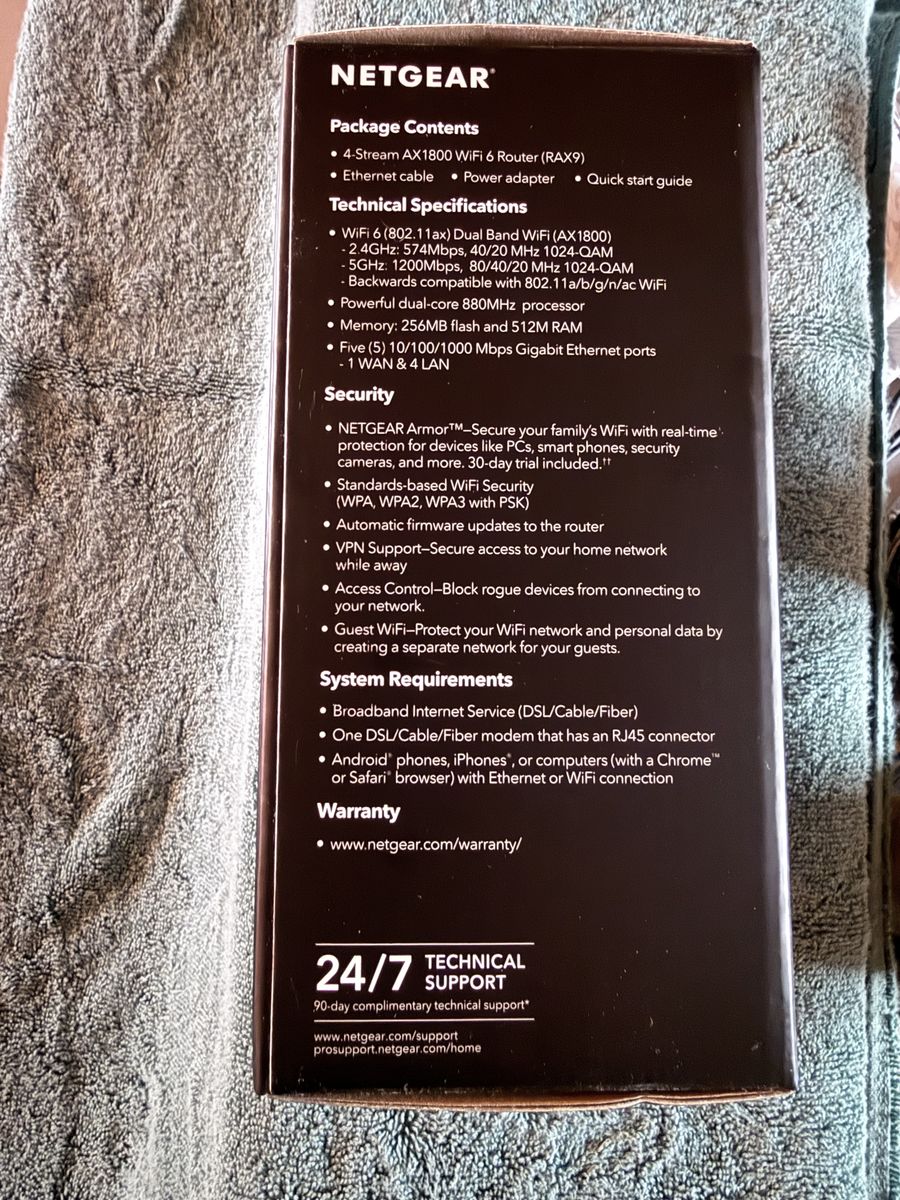 NETGEAR®
Package Contents
• 4-Stream AX1800 WiFi 6 Router (RAX9)
• Ethernet cable • Power adapter • Quick start guide
Technical Specifications
• WiFi 6 (802.11ax) Dual Band WiFi (AX1800)
- 2.4GHz: 574Mbps, 40/20 MHz 1024-QAM
- 5GHz: 1200Mbps, 80/40/20 MHz 1024-QAM
- Backwards compatible with 802.11a/b/g/n/ac WiFi
• Powerful dual-core 880MHz processor
• Memory: 256MB flash and 512M RAM
• Five (5) 10/100/1000 Mbps Gigabit Ethernet ports
- 1 WAN & 4 LAN
Security
• NETGEAR Armor™–Secure your family's WiFi with real-time
protection for devices like PCs, smart phones, security
cameras, and more. 30-day trial included.††
• Standards-based WiFi Security
(WPA, WPA2, WPA3 with PSK)
• Automatic firmware updates to the router
• VPN Support–Secure access to your home network
while away
• Access Control–Block rogue devices from connecting to
your network.
• Guest WiFi–Protect your WiFi network and personal data by
creating a separate network for your guests.
System Requirements
• Broadband Internet Service (DSL/Cable/Fiber)
• One DSL/Cable/Fiber modem that has an RJ45 connector
• Android® phones, iPhones®, or computers (with a Chrome™
or Safari® browser) with Ethernet or WiFi connection
Warranty
• www.netgear.com/warranty/
24/7 TECHNICAL
SUPPORT
90-day complimentary technical support*
www.netgear.com/support
prosupport.netgear.com/home